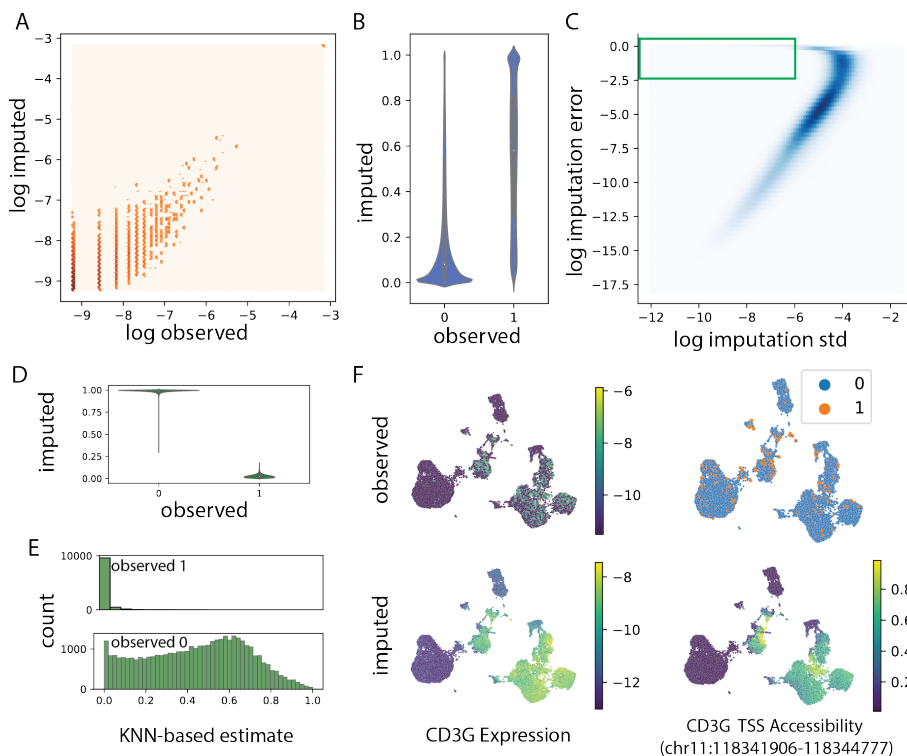 A
−3
−4
−5
−6
−7
−8
−9
log imputed
−9 −8 −7 −6 −5 −4 −3
log observed
B
1.0
0.8
0.6
0.4
0.2
0.0
imputed
0 1
observed
C
0.0
−2.5
−5.0
−7.5
−10.0
−12.5
−15.0
−17.5
log imputation error
−12 −10 −8 −6 −4 −2
log imputation std
D
1.00
0.75
0.50
0.25
0.00
imputed
0 1
observed
E
10000
0
observed 1
count
1000
0
observed 0
0.0 0.2 0.4 0.6 0.8 1.0
KNN-based estimate
F
observed
−6
−8
−10
0
1
imputed
−8
−10
−12
0.8
0.6
0.4
0.2
CD3G Expression
CD3G TSS Accessibility
(chr11:118341906-118344777)